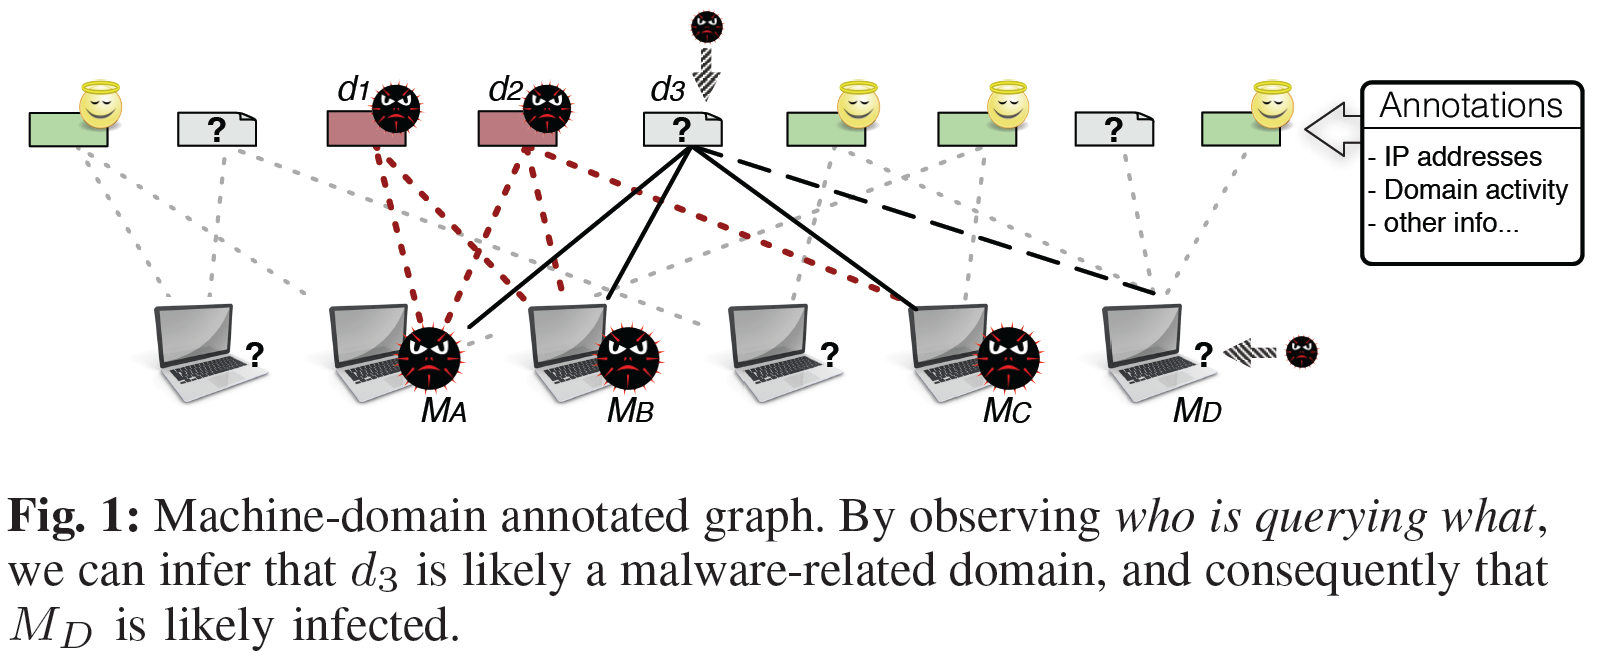 d1
d2
d3
? ? ?
Annotations
- IP addresses
- Domain activity
- other info...
? ? ?
MA MB MC MD
Fig. 1: Machine-domain annotated graph. By observing who is querying what,
we can infer that d3 is likely a malware-related domain, and consequently that
MD is likely infected.